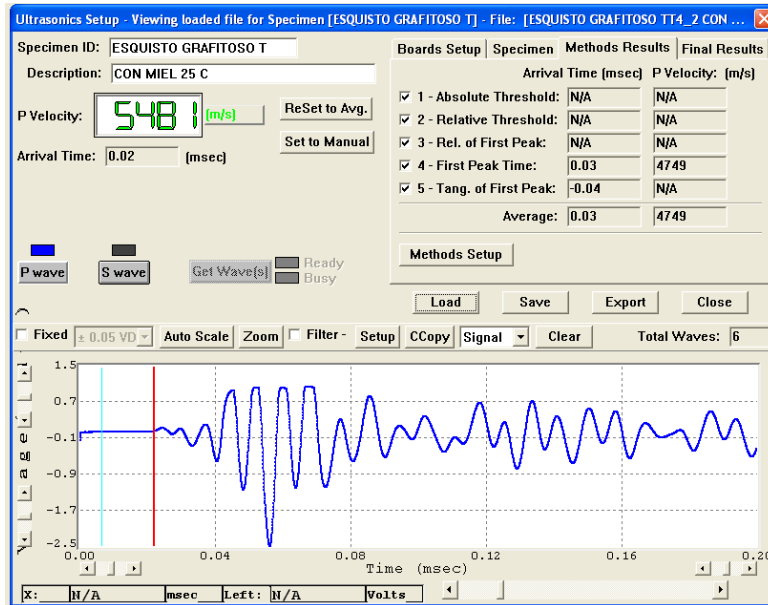 Ultrasonics Setup - Viewing loaded file for Specimen [ESQUISTO GRAFITOSO T] - File: [ESQUISTO GRAFITOSO TT4_2 CON ...
Specimen ID: ESQUISTO GRAFITOSO T
Description: CON MIEL 25 C
P Velocity: 5481 (m/s)
ReSet to Avg.
Set to Manual
Arrival Time: 0.02 (msec)
Boards Setup Specimen Methods Results Final Results
Arrival Time (msec) P Velocity: (m/s)
1 - Absolute Threshold: N/A N/A
2 - Relative Threshold: N/A N/A
3 - Rel. of First Peak: N/A N/A
4 - First Peak Time: 0.03 4749
5 - Tang. of First Peak: -0.04 N/A
Average: 0.03 4749
Methods Setup
P wave S wave Get Wave(s) Ready
Busy
Load Save Export Close
Fixed ± 0.05 VD Auto Scale Zoom Filter - Setup CCopy Signal Clear Total Waves: 6
1.5
0.7
-0.1
-0.9
-1.7
-2.5
a g e
0.00 0.04 0.08 0.12 0.16 0.20
Time (msec)
X: N/A msec Left: N/A Volts